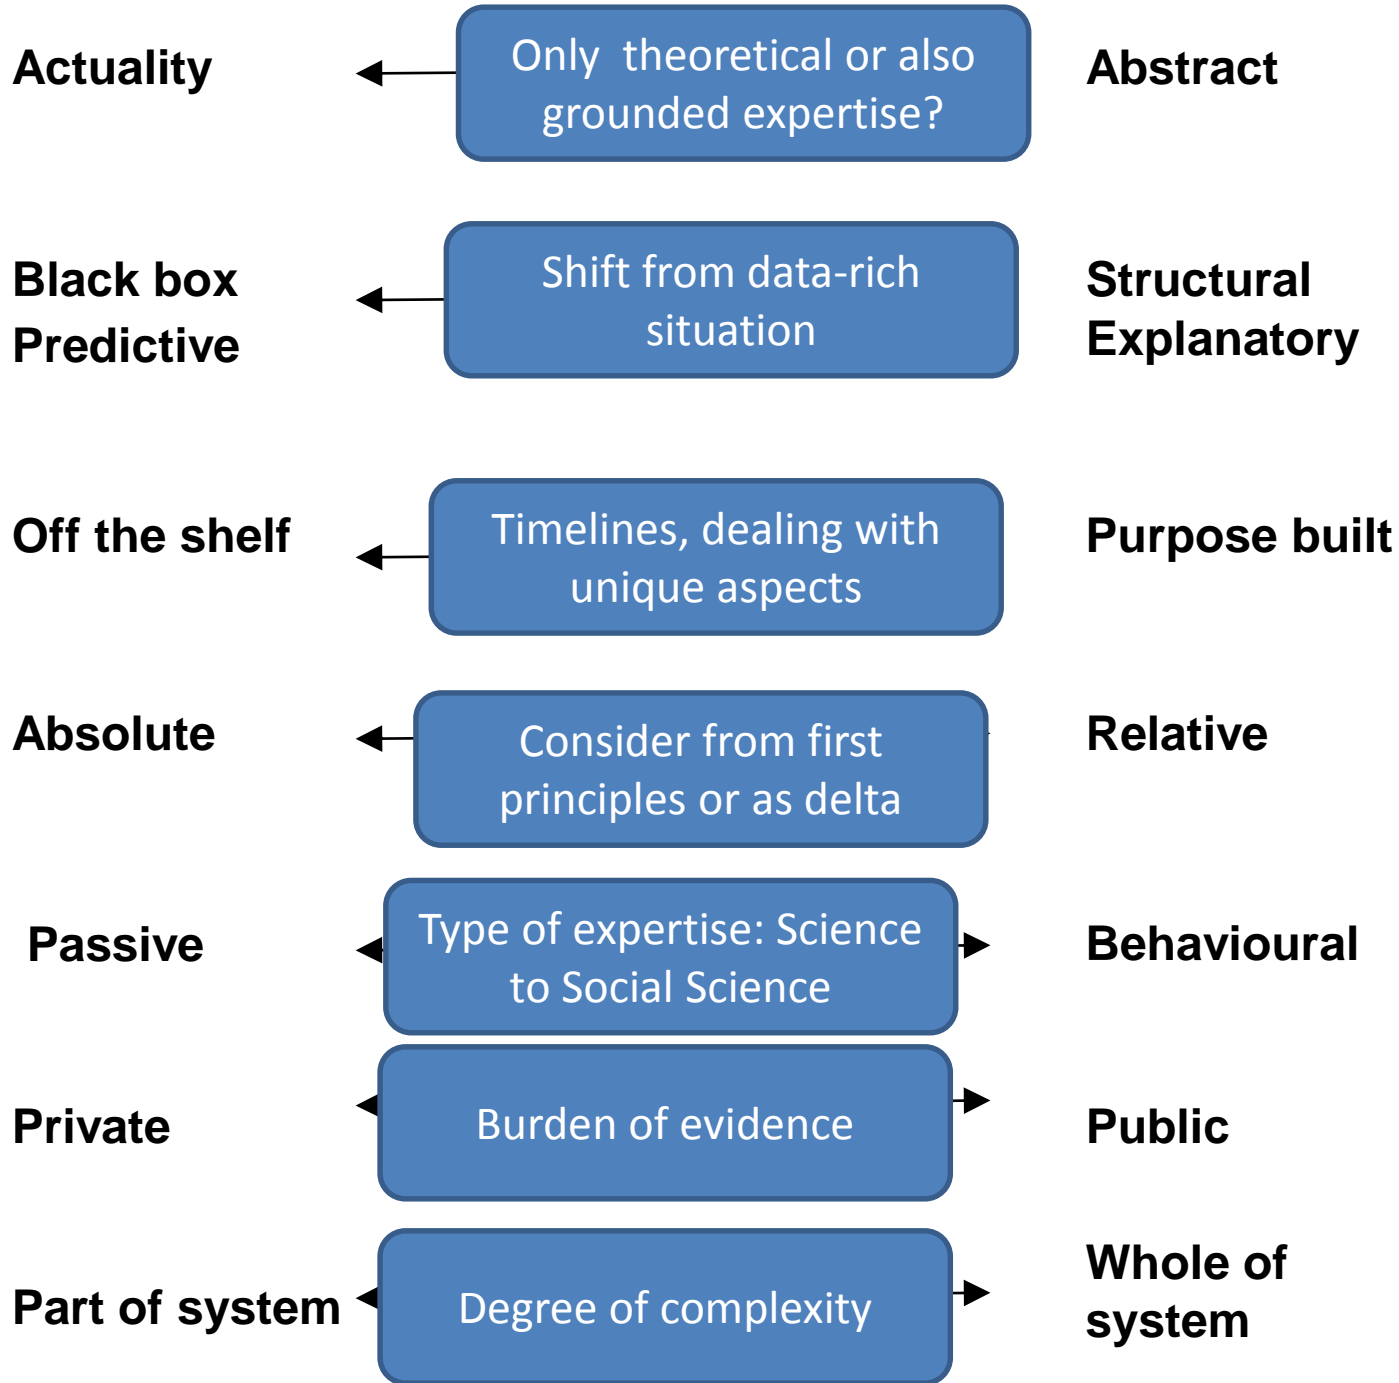 Actuality
Only theoretical or also
grounded expertise?
Abstract
Black box
Predictive
Shift from data-rich
situation
Structural
Explanatory
Off the shelf
Timelines, dealing with
unique aspects
Purpose built
Absolute
Consider from first
principles or as delta
Relative
Passive
Type of expertise: Science
to Social Science
Behavioural
Private
Burden of evidence
Public
Part of system
Degree of complexity
Whole of
system